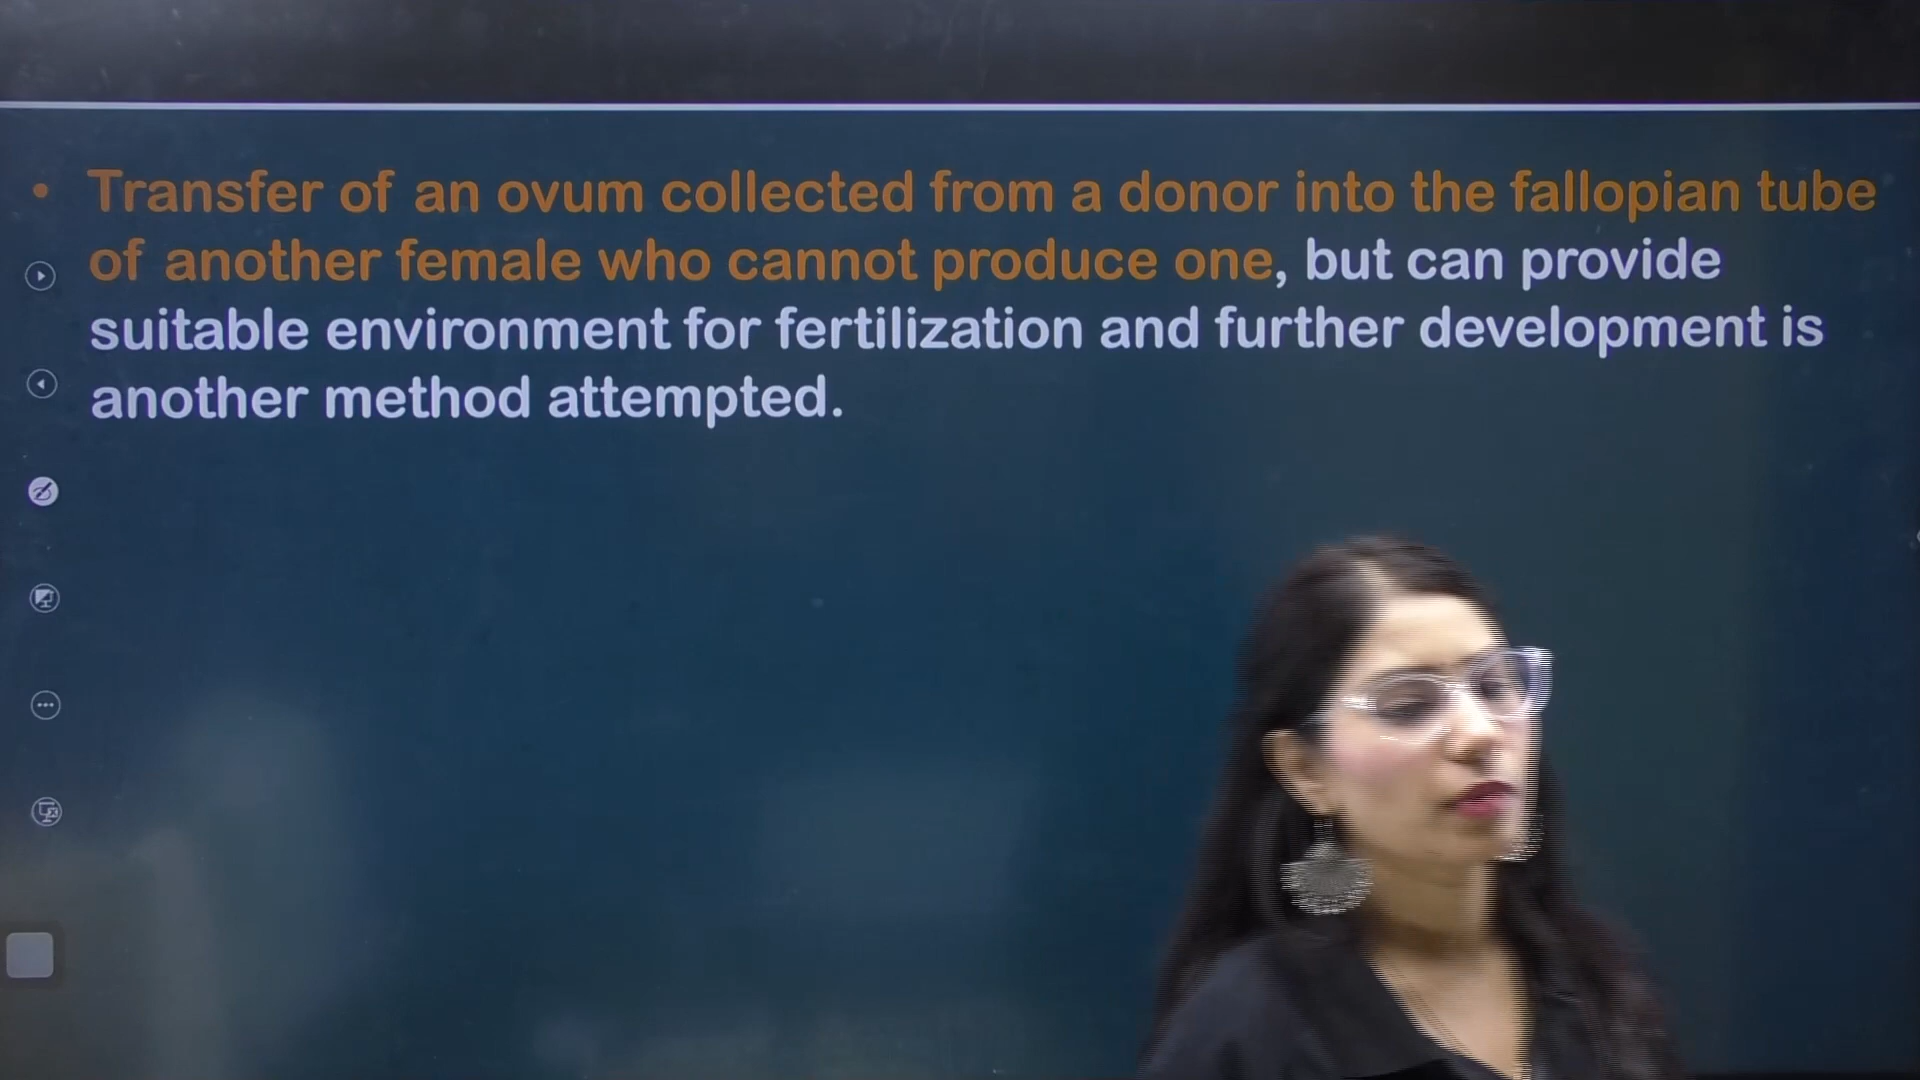 • Transfer of an ovum collected from a donor into the fallopian tube
of another female who cannot produce one, but can provide
suitable environment for fertilization and further development is
another method attempted.